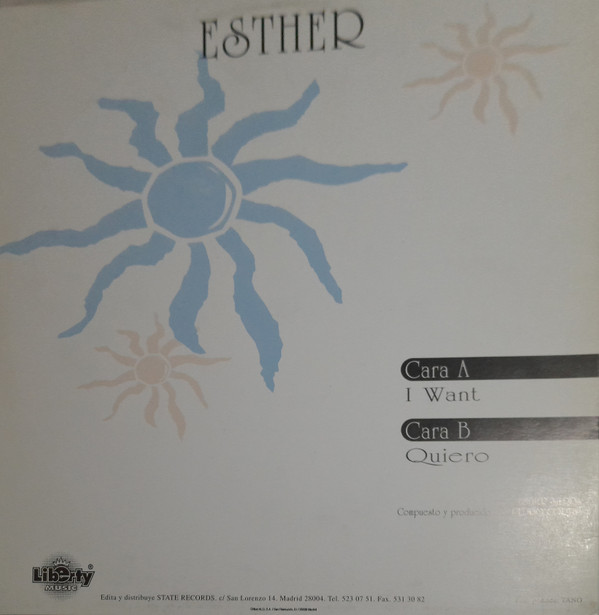 ESTHER
Cara A
I Want
Cara B
Quiero
Compuesto y
Liberty®
MUSIC
Edita y distribuye STATE RECORDS. c/ San Lorenzo 14. Madrid 28004. Tel. 523 07 51. Fax. 531 30 82